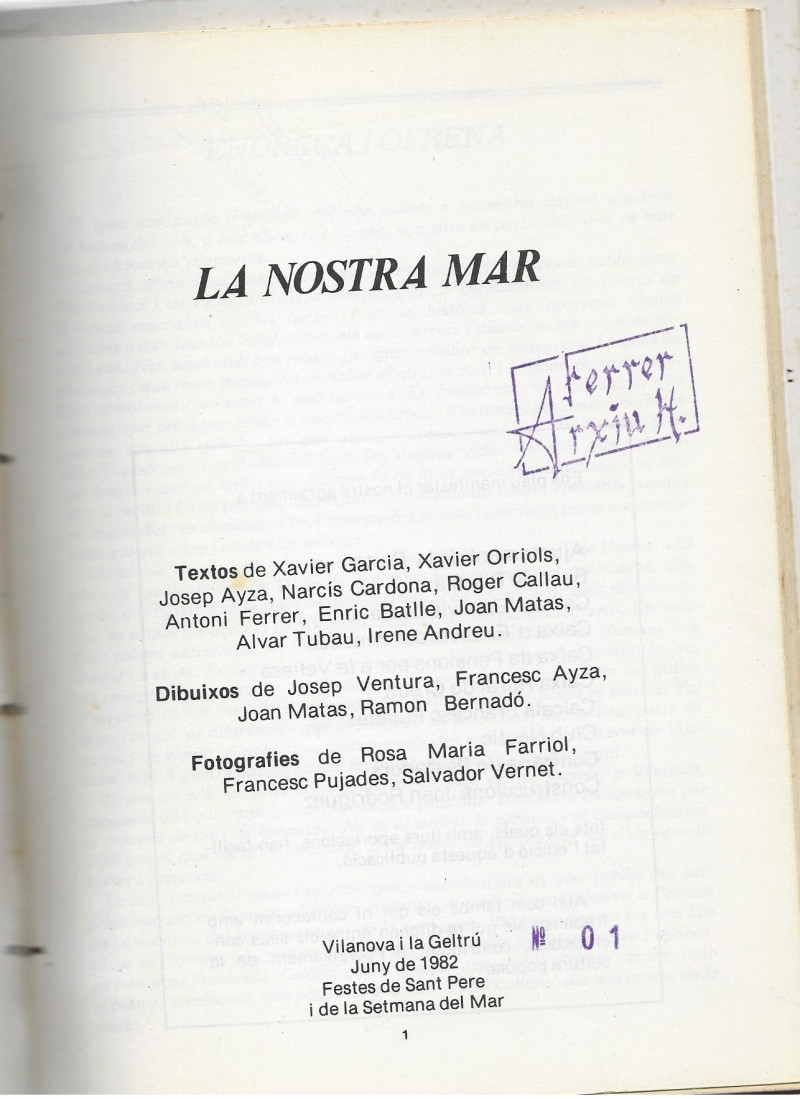 LA NOSTRA MAR
Aferrer
Arxiu H.
Textos de Xavier Garcia, Xavier Orriols,
Josep Ayza, Narcís Cardona, Roger Callau,
Antoni Ferrer, Enric Batlle, Joan Matas,
Alvar Tubau, Irene Andreu.
Dibuixos de Josep Ventura, Francesc Ayza,
Joan Matas, Ramon Bernadó.
Fotografies de Rosa Maria Farriol,
Francesc Pujades, Salvador Vernet.
Vilanova i la Geltrú
Juny de 1982
Festes de Sant Pere
i de la Setmana del Mar
Nº 01
1